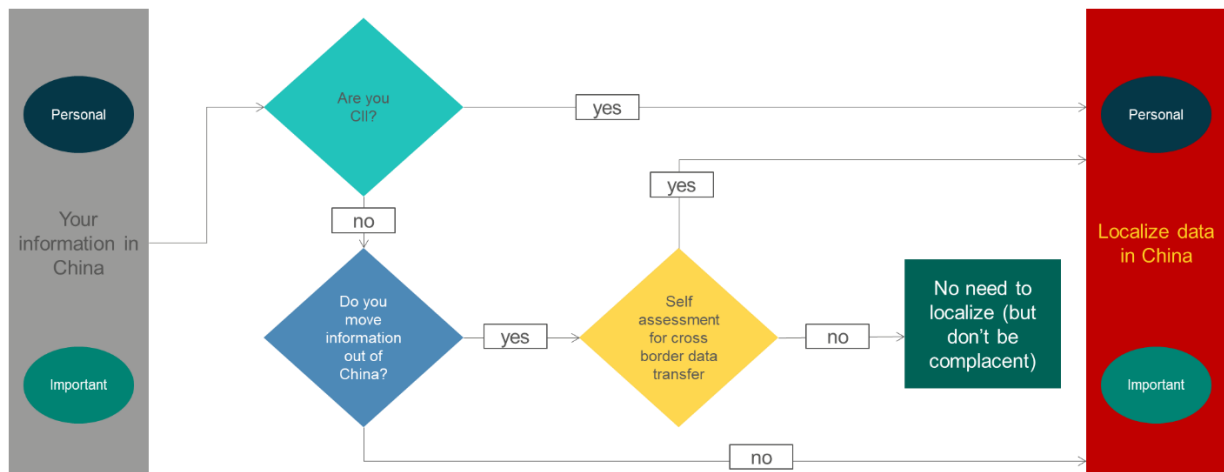 Personal
Your
information in
China
Important
Are you
CII?
yes
no
Do you
move
information
out of
China?
yes
Self
assessment
for cross
border data
transfer
yes
no
No need to
localize (but
don't be
complacent)
no
Personal
Localize data
in China
Important